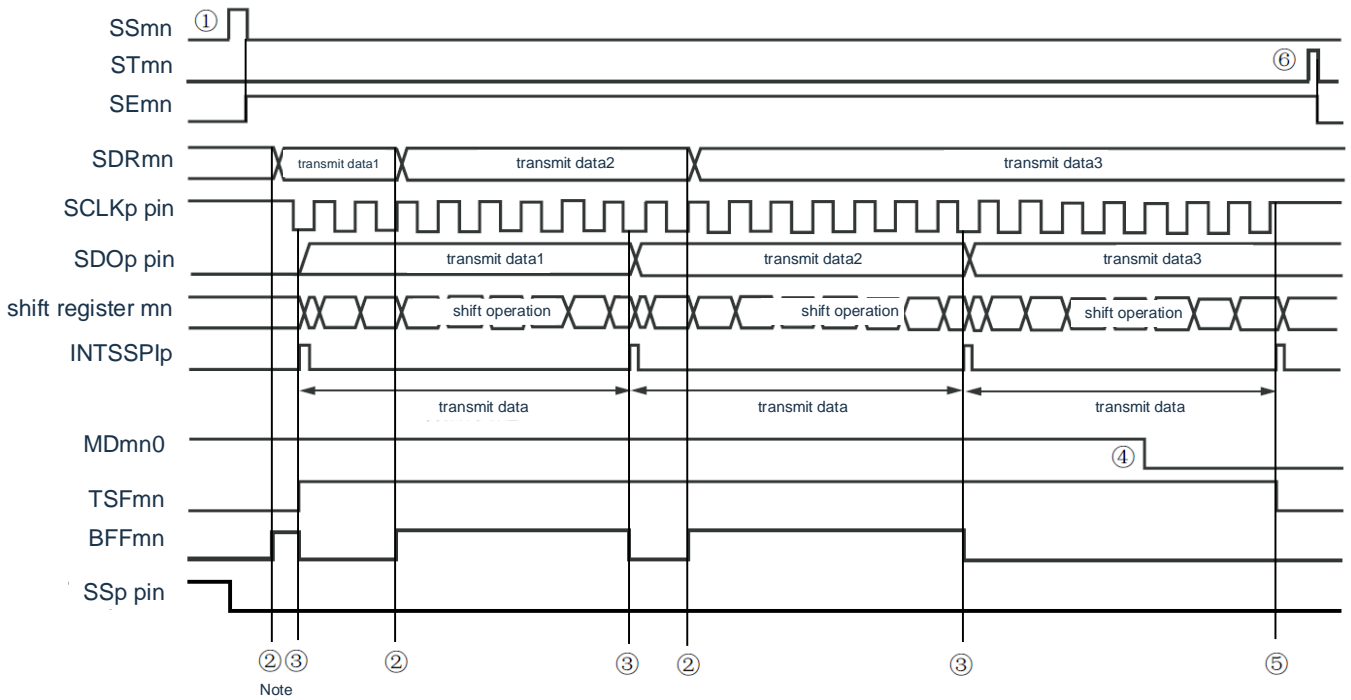 SSmn ①
STmn ⑥
SEmn
SDRmn transmit data1 transmit data2 transmit data3
SCLKp pin
SDOp pin transmit data1 transmit data2 transmit data3
shift register mn shift operation shift operation shift operation
INTSSPIp
transmit data transmit data transmit data
MDmn0 ④
TSFmn
BFFmn
SSp pin
② ③ ② ③ ② ③ ⑤
Note